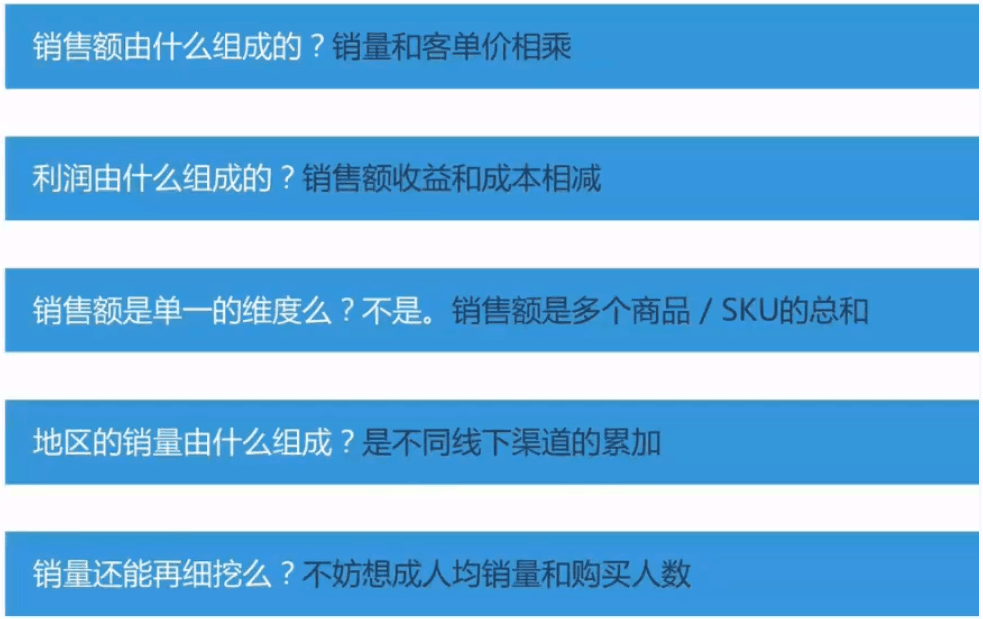 销售额由什么组成的？销量和客单价相乘
利润由什么组成的？销售额收益和成本相减
销售额是单一的维度么？不是。销售额是多个商品 / SKU的总和
地区的销量由什么组成？是不同线下渠道的累加
销量还能再细挖么？不妨想成人均销量和购买人数